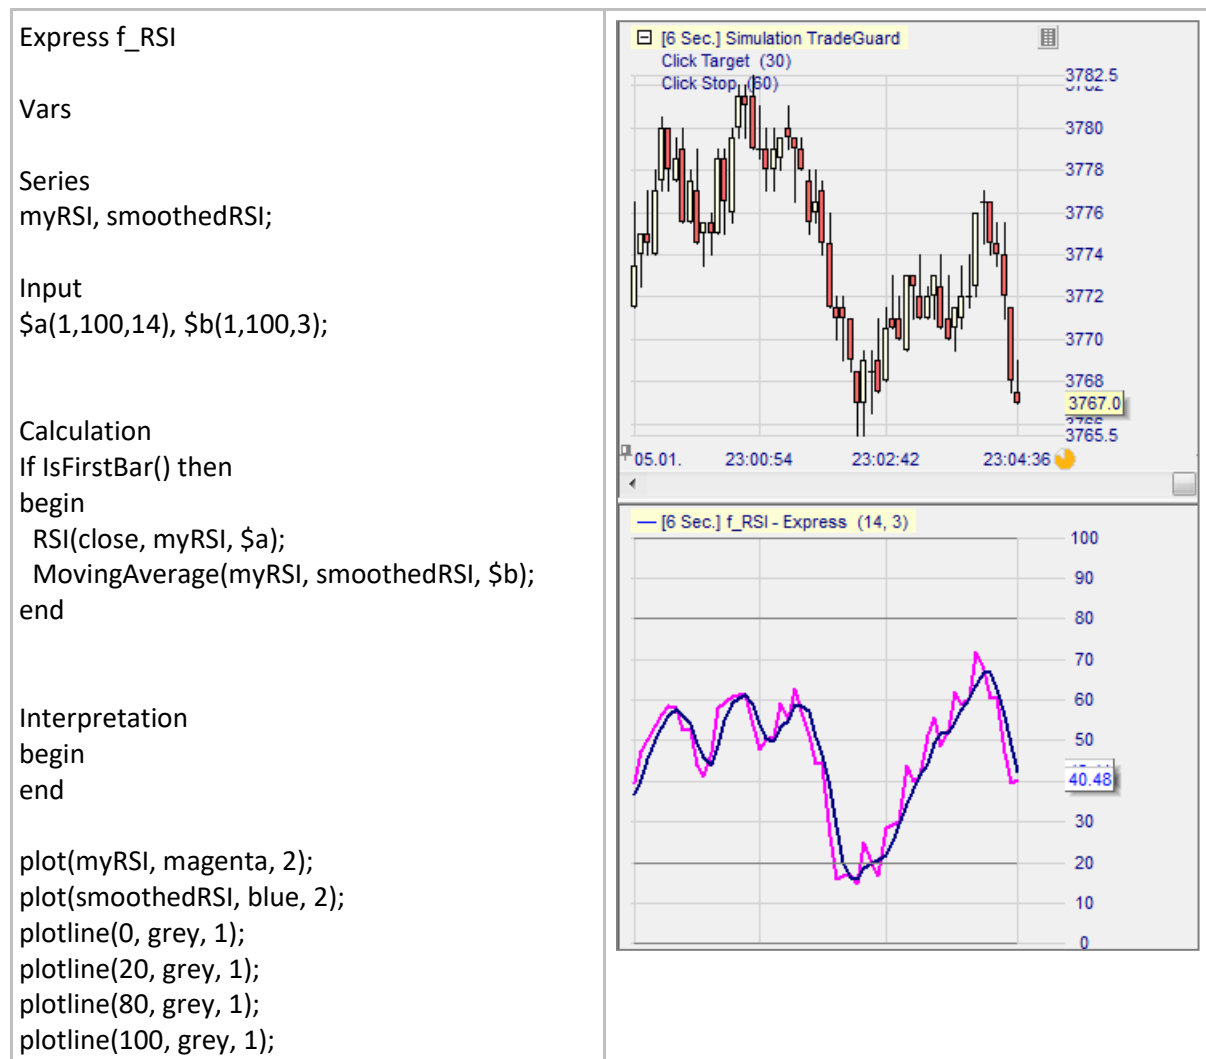 Express f_RSI
Vars
Series
myRSI, smoothedRSI;
Input
$a(1,100,14), $b(1,100,3);
Calculation
If IsFirstBar() then
begin
RSI(close, myRSI, $a);
MovingAverage(myRSI, smoothedRSI, $b);
end
Interpretation
begin
end
plot(myRSI, magenta, 2);
plot(smoothedRSI, blue, 2);
plotline(0, grey, 1);
plotline(20, grey, 1);
plotline(80, grey, 1);
plotline(100, grey, 1);
[6 Sec.] Simulation TradeGuard
Click Target (30)
Click Stop (60)
3782.5
3780
3778
3776
3774
3772
3770
3768
3767.0
3765.5
05.01. 23:00:54 23:02:42 23:04:36
[6 Sec.] f_RSI - Express (14, 3)
100
90
80
70
60
50
40.48
30
20
10
0